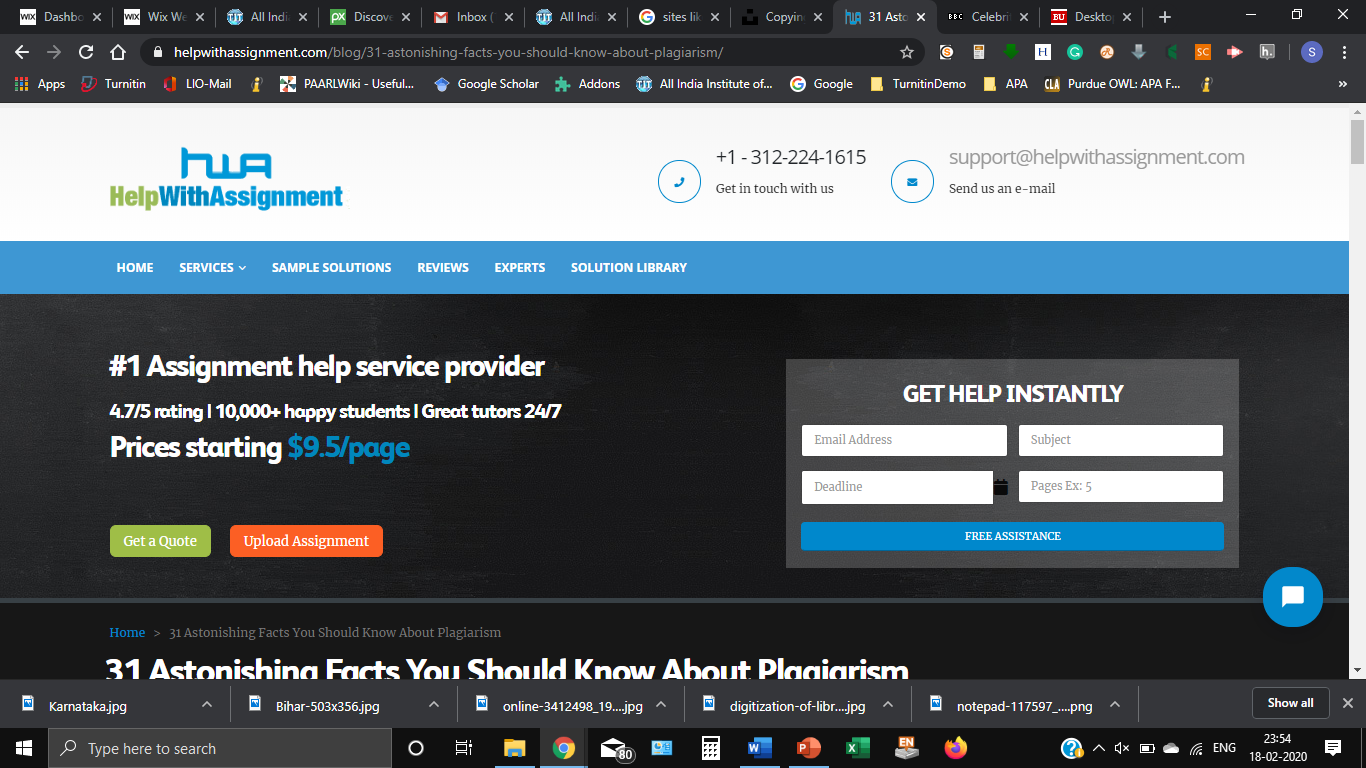 Dashbo
Wix We
All Indi
Discove
Inbox (
All Indi
sites lik
Copyin
31 Asto
Celebri
Deskto
helpwithassignment.com/blog/31-astonishing-facts-you-should-know-about-plagiarism/
Apps
Turnitin
LIO-Mail
PAARLWiki - Useful...
Google Scholar
Addons
All India Institute of...
Google
TurnitinDemo
APA
Purdue OWL: APA F...
HWA
HelpWithAssignment
+1 - 312-224-1615
Get in touch with us
support@helpwithassignment.com
Send us an e-mail
HOME
SERVICES
SAMPLE SOLUTIONS
REVIEWS
EXPERTS
SOLUTION LIBRARY
#1 Assignment help service provider
4.7/5 rating | 10,000+ happy students | Great tutors 24/7
Prices starting $9.5/page
Get a Quote
Upload Assignment
GET HELP INSTANTLY
Email Address
Subject
Deadline
Pages Ex: 5
FREE ASSISTANCE
Home > 31 Astonishing Facts You Should Know About Plagiarism
31 Astonishing Facts You Should Know About Plagiarism
Karnataka.jpg
Bihar-503x356.jpg
online-3412498_19....jpg
digitization-of-libr....jpg
notepad-117597_....png
Show all
Type here to search
80
ENG
23:54
18-02-2020